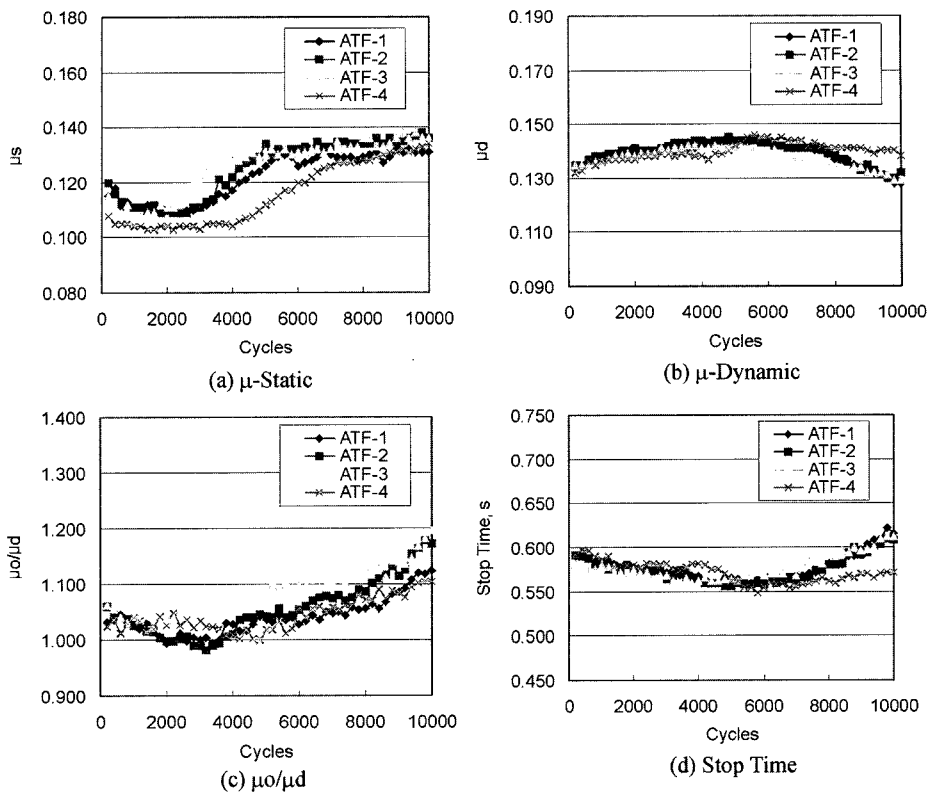 0.180
0.160
0.140
0.120
0.100
0.080
µs
ATF-1
ATF-2
ATF-3
ATF-4
0 2000 4000 6000 8000 10000
Cycles
(a) μ-Static
0.190
0.170
0.150
0.130
0.110
0.090
µd
ATF-1
ATF-2
ATF-3
ATF-4
0 2000 4000 6000 8000 10000
Cycles
(b) μ-Dynamic
1.400
1.300
1.200
1.100
1.000
0.900
µo/µd
ATF-1
ATF-2
ATF-3
ATF-4
0 2000 4000 6000 8000 10000
Cycles
(c) μo/μd
0.750
0.700
0.650
0.600
0.550
0.500
0.450
Stop Time, s
ATF-1
ATF-2
ATF-3
ATF-4
0 2000 4000 6000 8000 10000
Cycles
(d) Stop Time